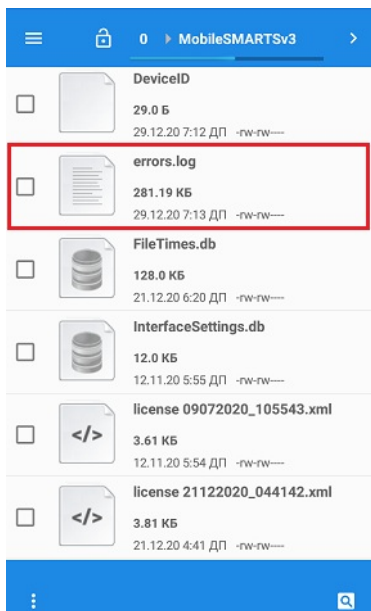 0 MobileSMARTSv3
DeviceID
29.0 Б
29.12.20 7:12 ДП -rw-rw----
errors.log
281.19 КБ
29.12.20 7:13 ДП -rw-rw----
FileTimes.db
128.0 КБ
21.12.20 6:20 ДП -rw-rw----
InterfaceSettings.db
12.0 КБ
12.11.20 5:55 ДП -rw-rw----
license 09072020_105543.xml
3.61 КБ
12.11.20 5:54 ДП -rw-rw----
license 21122020_044142.xml
3.81 КБ
21.12.20 4:41 ДП -rw-rw----